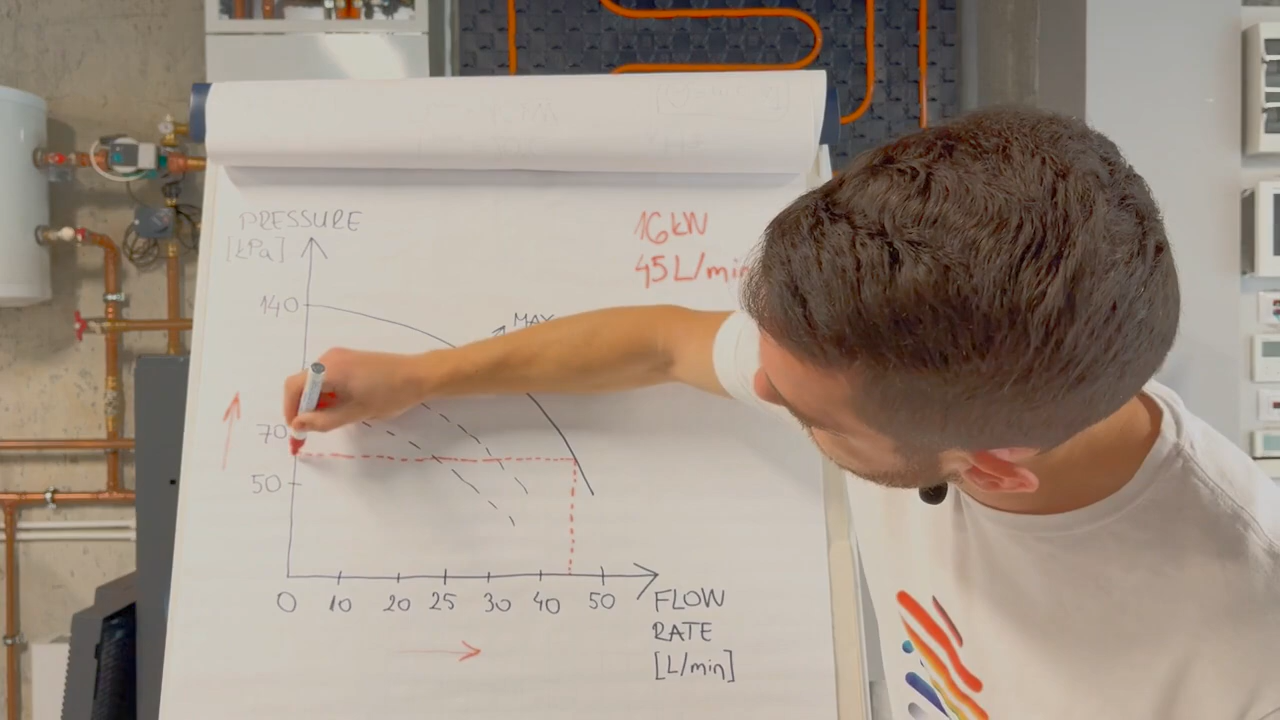 PRESSURE
[kPa]
16kW
45L/min
140
MAX
70
50
0 10 20 25 30 40 50
FLOW
RATE
[L/min]